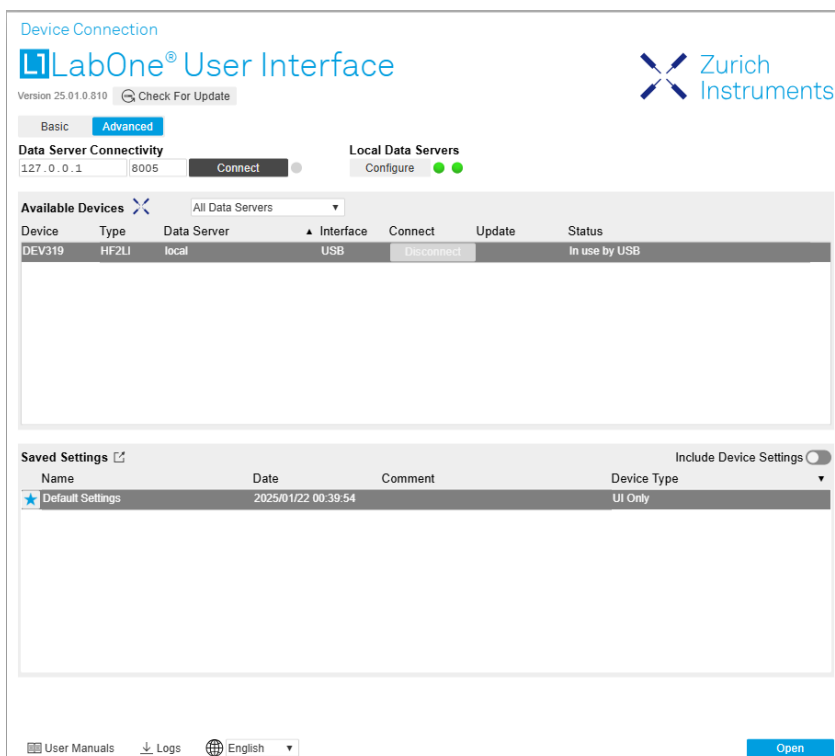 Device Connection
L1 LabOne® User Interface
Zurich
Instruments
Version 25.01.0.810 Check For Update
Basic Advanced
Data Server Connectivity Local Data Servers
127.0.0.1 8005 Connect Configure
Available Devices All Data Servers ▼
Device Type Data Server ▲ Interface Connect Update Status
DEV319 HF2LI local USB Disconnect In use by USB
Saved Settings Include Device Settings
Name Date Comment Device Type ▼
Default Settings 2025/01/22 00:39:54 UI Only
User Manuals Logs English ▼ Open